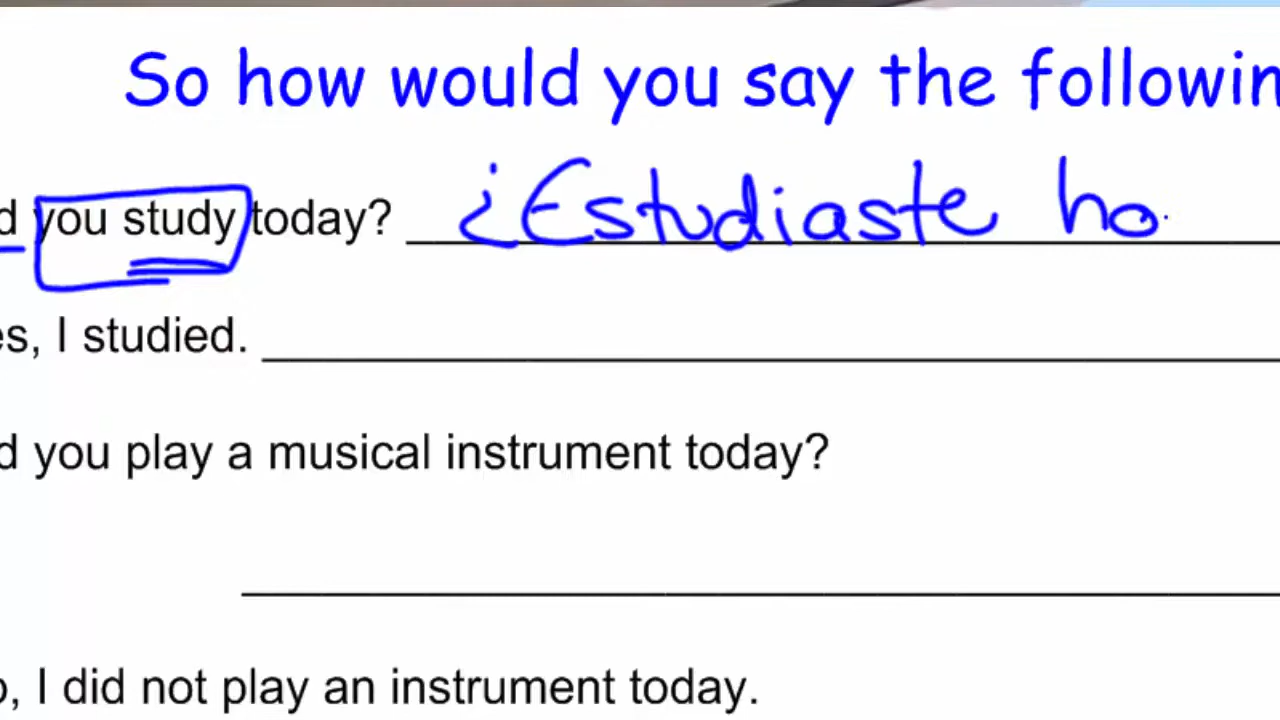 So how would you say the followin
d you study today? ¿Estudiaste ho
es, I studied.
d you play a musical instrument today?
o, I did not play an instrument today.